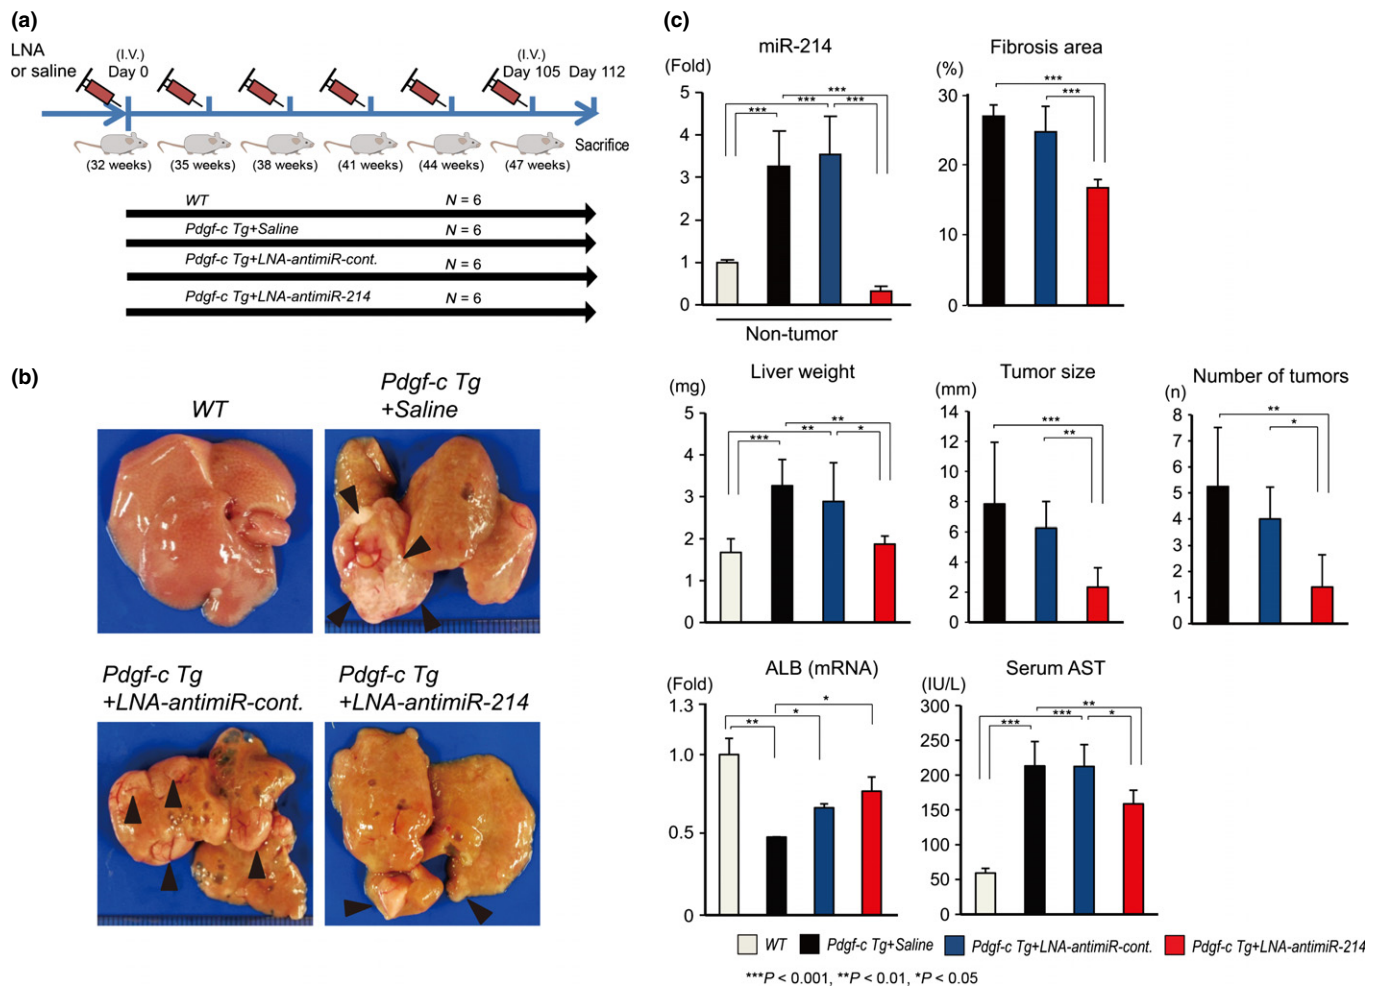 (a)
LNA
or saline
(I.V.)
Day 0
(I.V.)
Day 105
Day 112
Sacrifice
(32 weeks)
(35 weeks)
(38 weeks)
(41 weeks)
(44 weeks)
(47 weeks)
WT N = 6
Pdgf-c Tg+Saline N = 6
Pdgf-c Tg+LNA-antimiR-cont. N = 6
Pdgf-c Tg+LNA-antimiR-214 N = 6
(b)
WT
Pdgf-c Tg
+Saline
Pdgf-c Tg
+LNA-antimiR-cont.
Pdgf-c Tg
+LNA-antimiR-214
(c)
miR-214
(Fold)
5
4
3
2
1
0
***
*** ***
***
Non-tumor
Fibrosis area
(%)
30
20
10
0
***
***
Liver weight
(mg)
5
4
3
2
1
0
**
** *
***
Tumor size
(mm)
14
12
10
8
6
4
2
0
***
**
Number of tumors
(n)
8
7
6
5
4
3
2
1
0
**
*
ALB (mRNA)
(Fold)
1.3
1.0
0.5
0
*
*
**
Serum AST
(IU/L)
300
250
200
150
100
50
0
**
*** *
***
WT Pdgf-c Tg+Saline Pdgf-c Tg+LNA-antimiR-cont. Pdgf-c Tg+LNA-antimiR-214
***P < 0.001, **P < 0.01, *P < 0.05